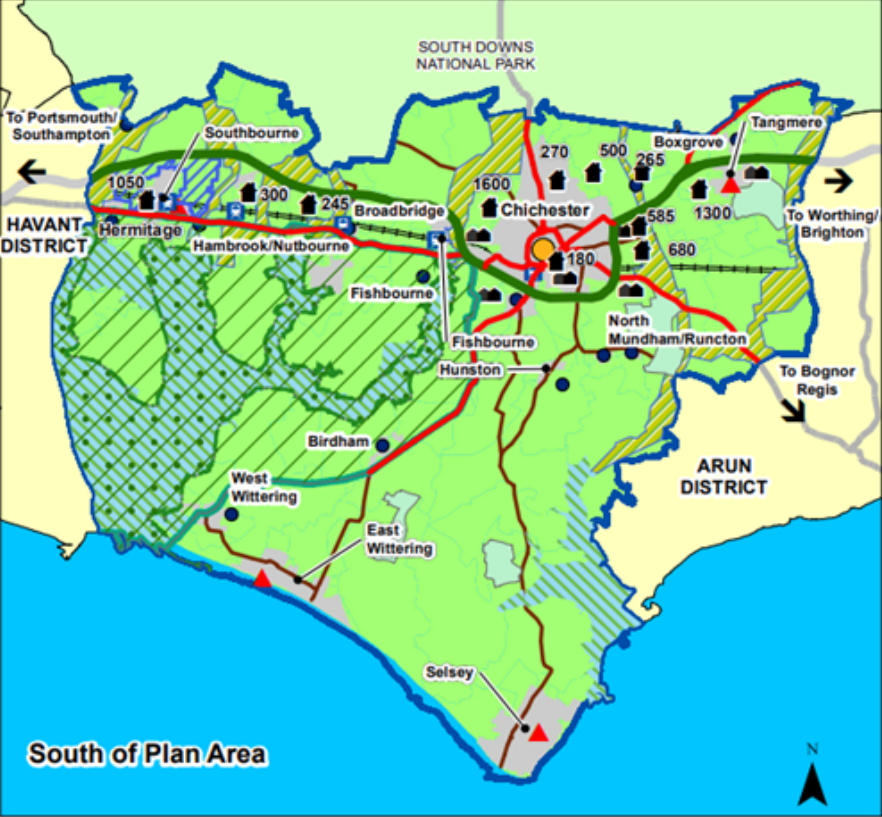 SOUTH DOWNS
NATIONAL PARK
To Portsmouth/
Southampton
Southbourne
Tangmere
Boxgrove
270
500
265
1050
300
245
1600
Broadbridge
Chichester
585
1300
To Worthing/
Brighton
HAVANT
DISTRICT
Hermitage
Hambrook/Nutbourne
180
680
Fishbourne
Fishbourne
North
Mundham/Runcton
Hunston
To Bognor
Regis
Birdham
ARUN
DISTRICT
West
Wittering
East
Wittering
Selsey
South of Plan Area
N